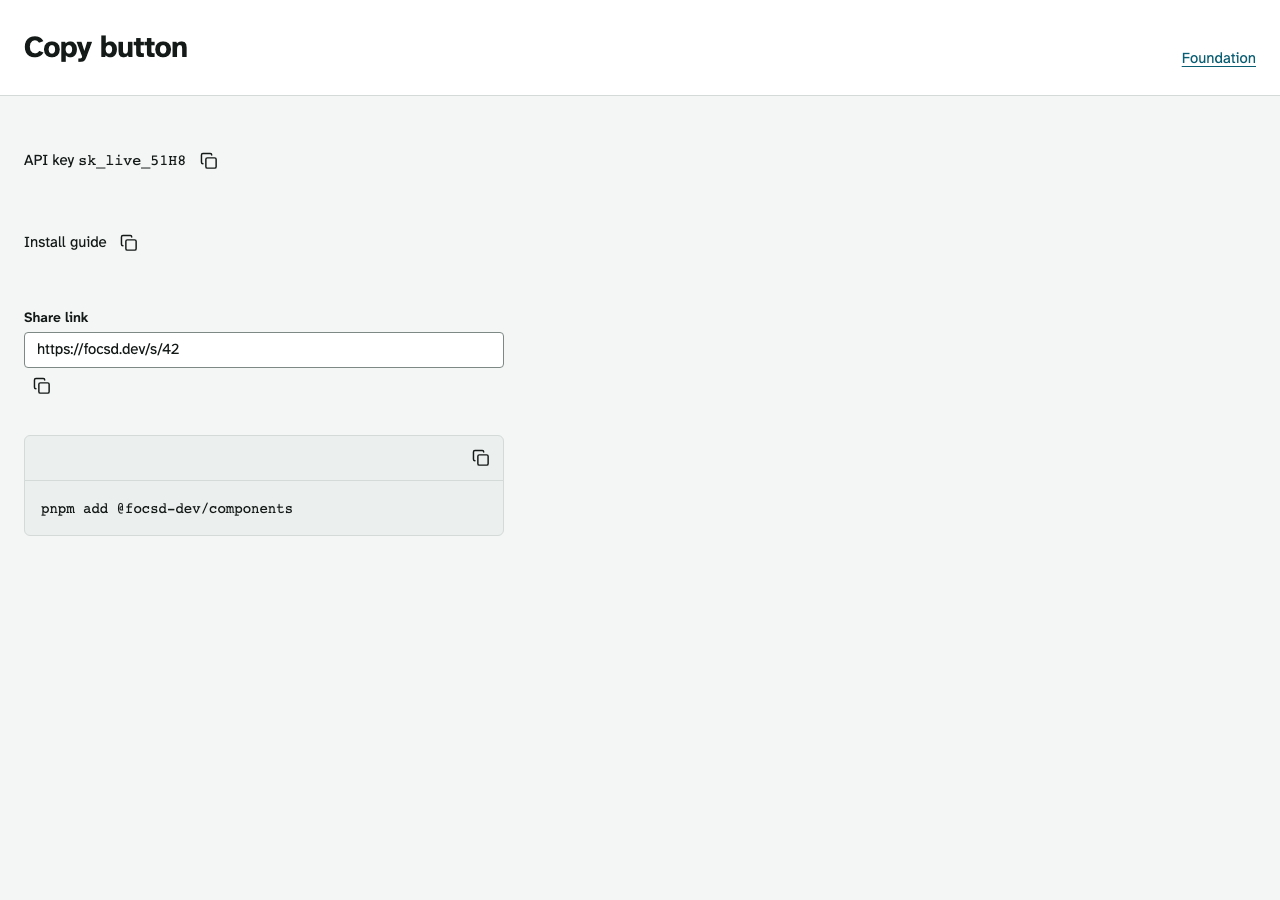 Copy button
Foundation
API key sk_live_51H8
Install guide
Share link
https://focsd.dev/s/42
pnpm add @focsd-dev/components